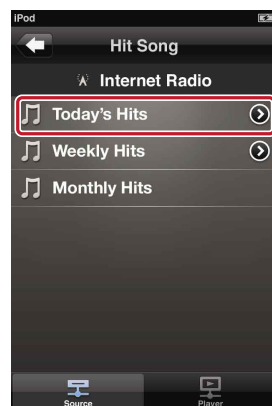 iPod
Hit Song
Internet Radio
Today's Hits
Weekly Hits
Monthly Hits
Source
Player